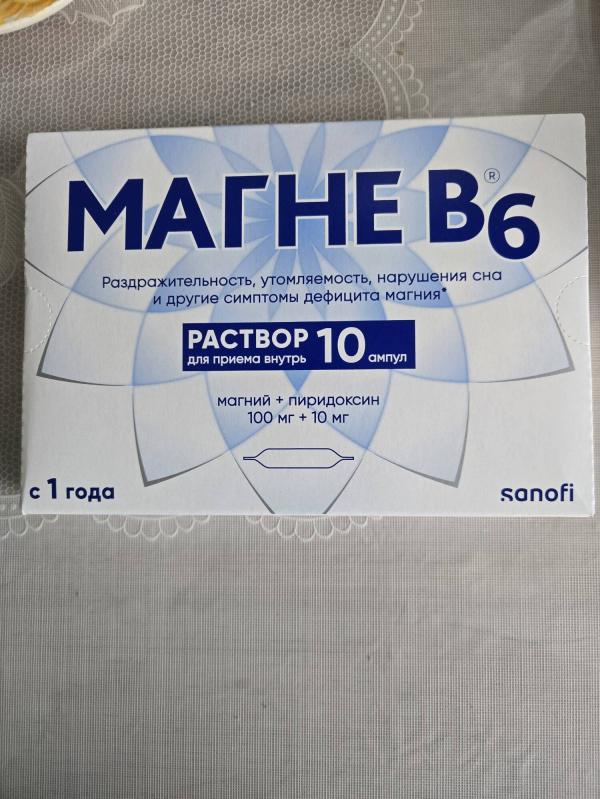 МАГНЕ B6®
Раздражительность, утомляемость, нарушения сна
и другие симптомы дефицита магния*
РАСТВОР
для приема внутрь 10 ампул
магний + пиридоксин
100 мг + 10 мг
с 1 года
sanofi